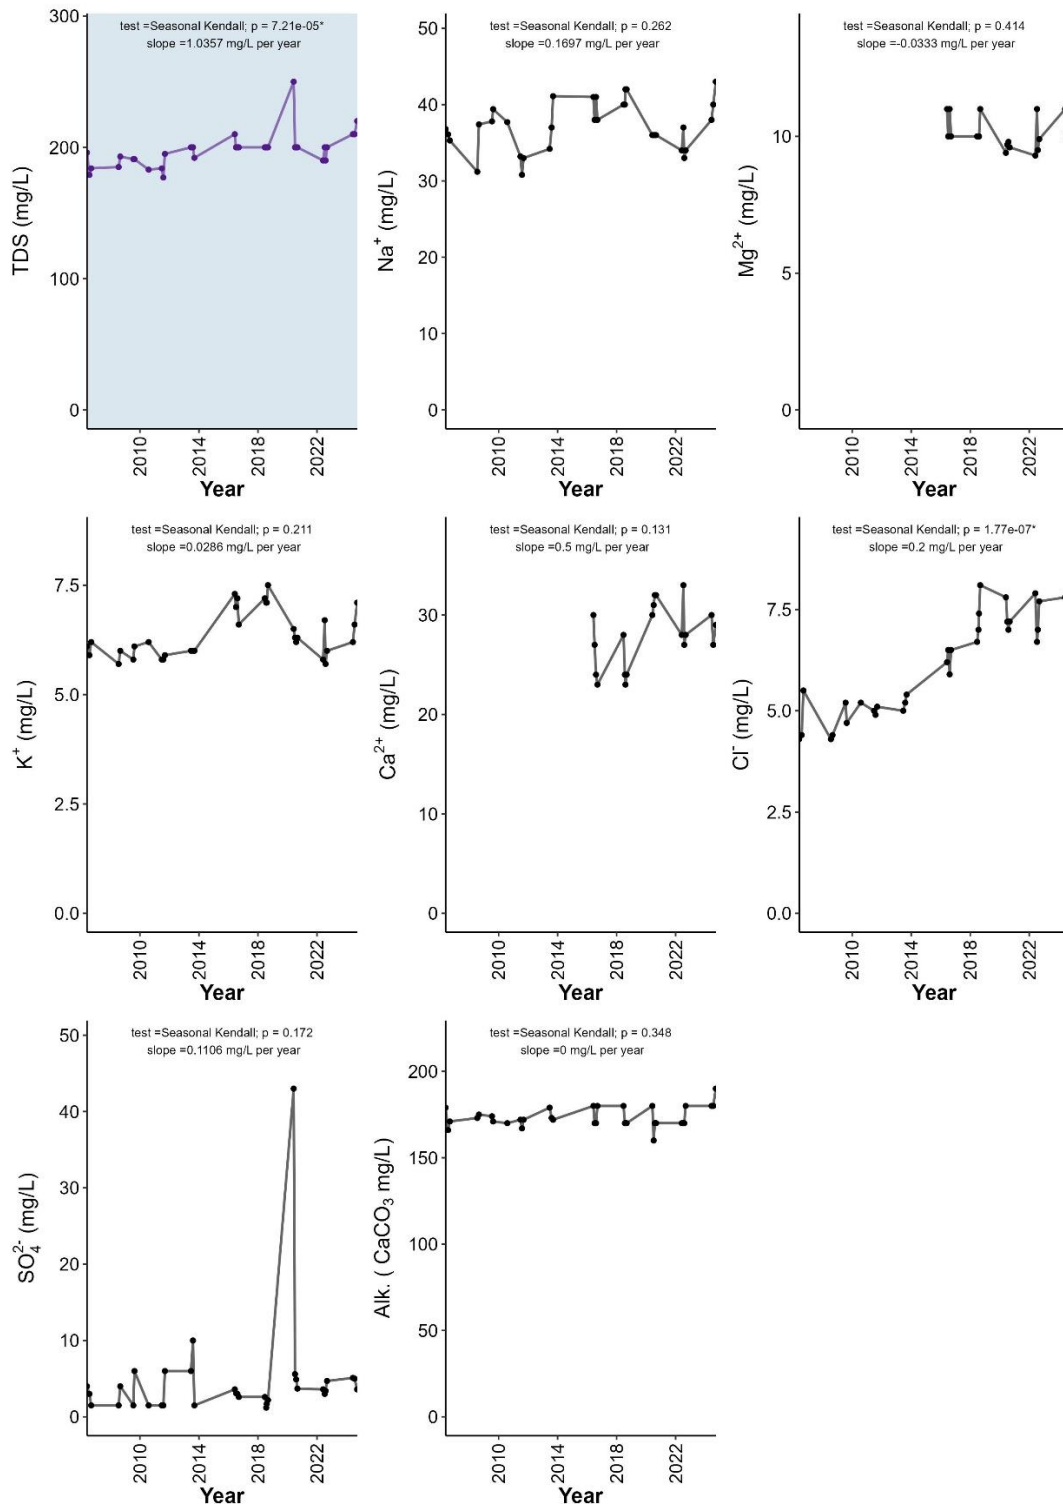 test =Seasonal Kendall; p = 7.21e-05*
slope =1.0357 mg/L per year
300
200
100
0
TDS (mg/L)
2010
2014
2018
2022
Year
test =Seasonal Kendall; p = 0.262
slope =0.1697 mg/L per year
50
40
30
20
10
0
Na⁺ (mg/L)
2010
2014
2018
2022
Year
test =Seasonal Kendall; p = 0.414
slope =-0.0333 mg/L per year
10
5
0
Mg²⁺ (mg/L)
2010
2014
2018
2022
Year
test =Seasonal Kendall; p = 0.211
slope =0.0286 mg/L per year
7.5
5.0
2.5
0.0
K⁺ (mg/L)
2010
2014
2018
2022
Year
test =Seasonal Kendall; p = 0.131
slope =0.5 mg/L per year
30
20
10
0
Ca²⁺ (mg/L)
2010
2014
2018
2022
Year
test =Seasonal Kendall; p = 1.77e-07*
slope =0.2 mg/L per year
7.5
5.0
2.5
0.0
Cl⁻ (mg/L)
2010
2014
2018
2022
Year
test =Seasonal Kendall; p = 0.172
slope =0.1106 mg/L per year
50
40
30
20
10
0
SO₄²⁻ (mg/L)
2010
2014
2018
2022
Year
test =Seasonal Kendall; p = 0.348
slope =0 mg/L per year
200
150
100
50
0
Alk. ( CaCO₃ mg/L)
2010
2014
2018
2022
Year